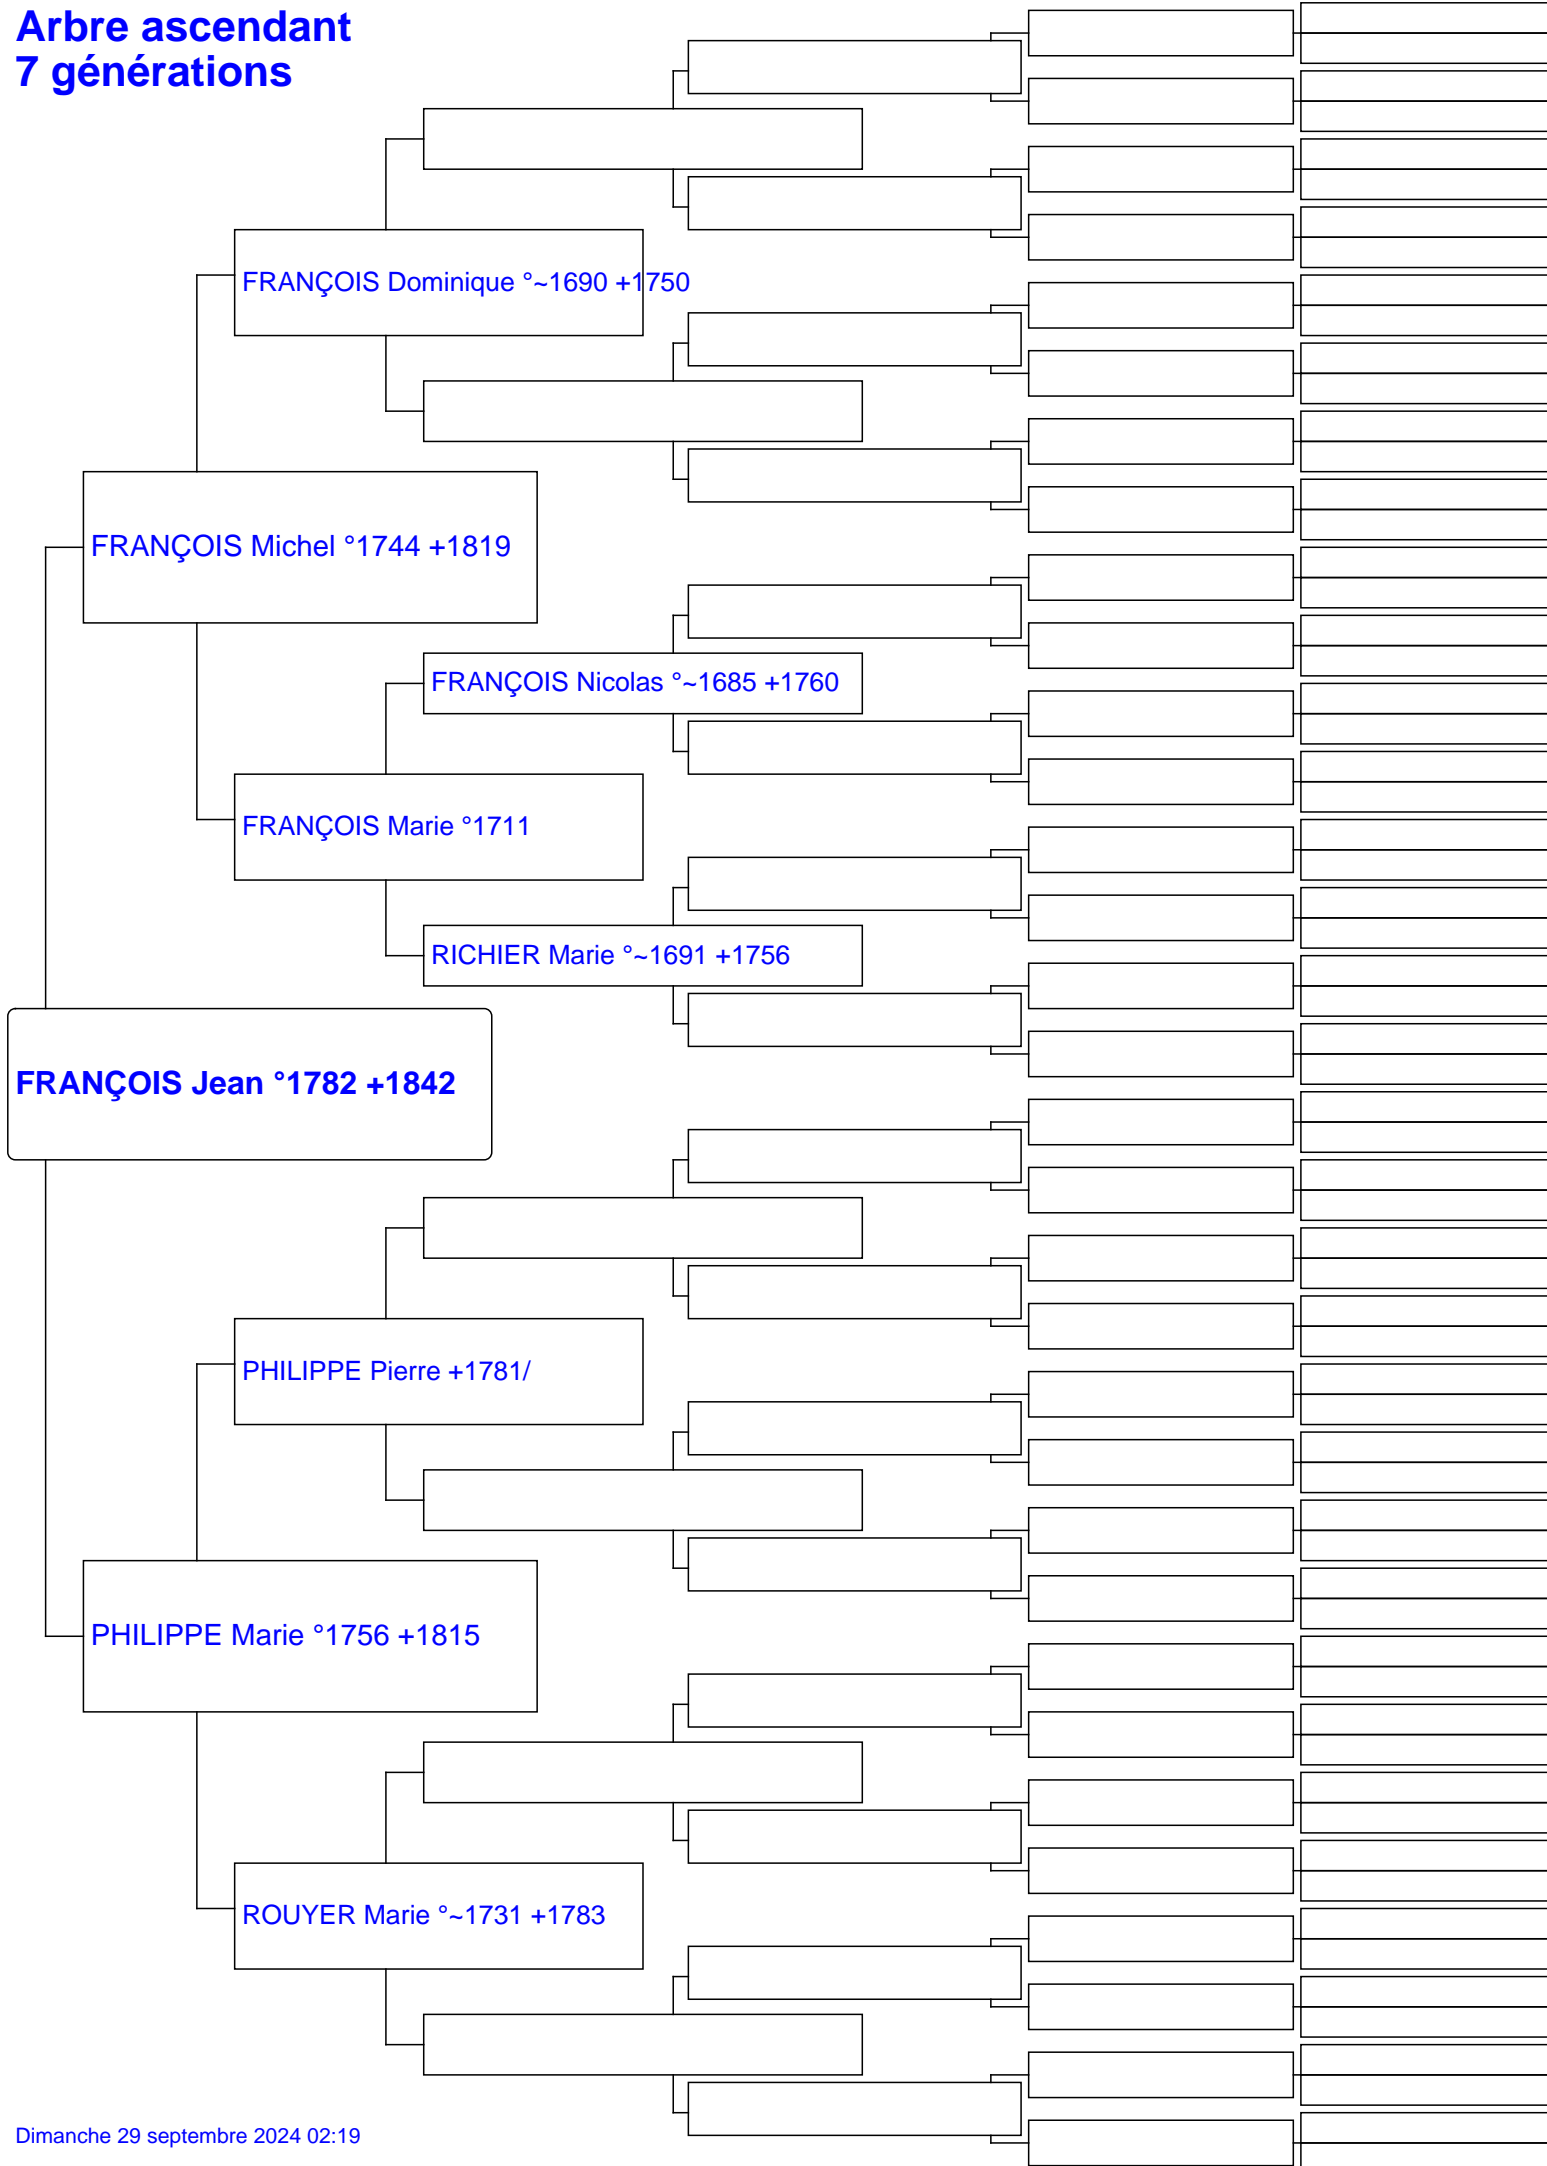 Arbre ascendant
7 générations
FRANÇOIS Dominique °~1690 +1750
FRANÇOIS Michel °1744 +1819
FRANÇOIS Nicolas °~1685 +1760
FRANÇOIS Marie °1711
RICHIER Marie °~1691 +1756
FRANÇOIS Jean °1782 +1842
PHILIPPE Pierre +1781/
PHILIPPE Marie °1756 +1815
ROUYER Marie °~1731 +1783
Dimanche 29 septembre 2024 02:19